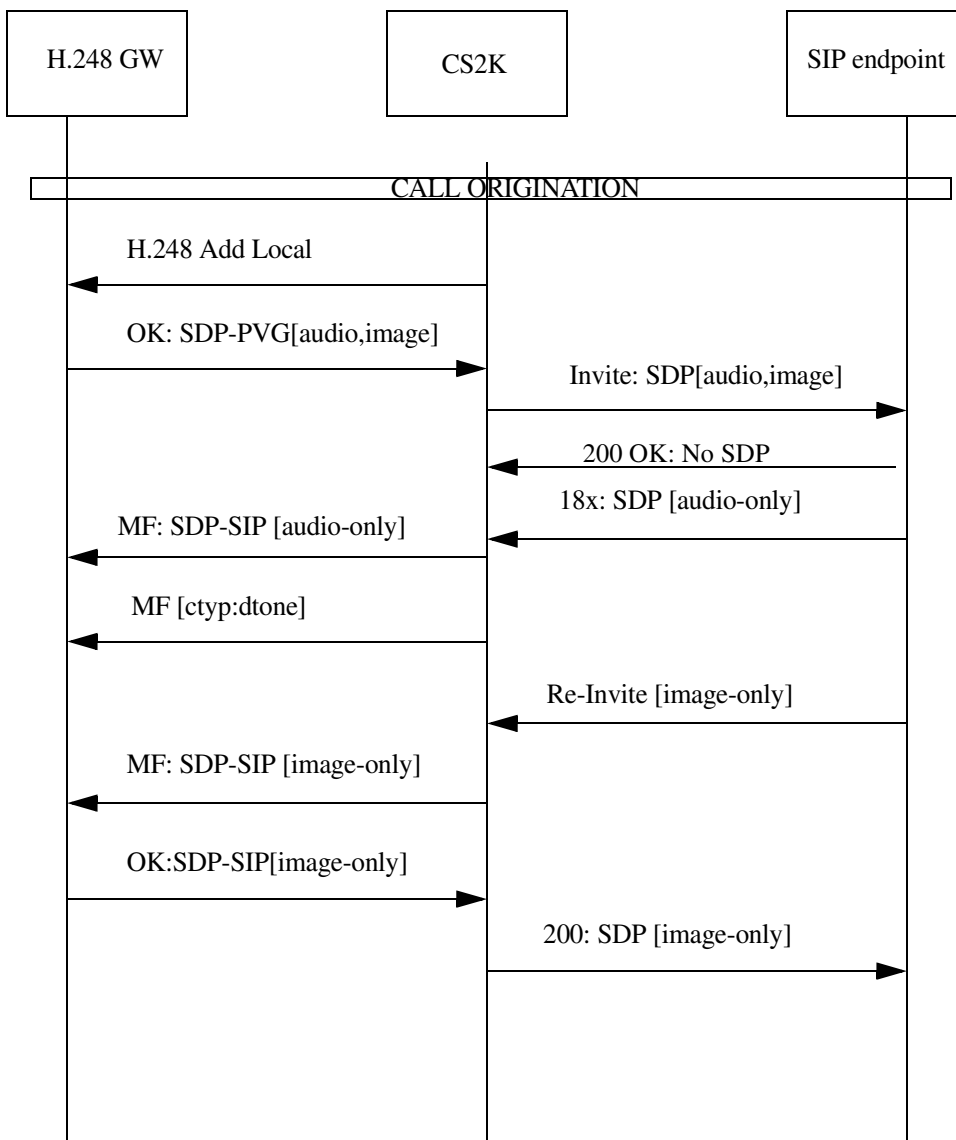 H.248 GW
CS2K
SIP endpoint
CALL ORIGINATION
H.248 Add Local
OK: SDP-PVG[audio,image]
Invite: SDP[audio,image]
200 OK: No SDP
18x: SDP [audio-only]
MF: SDP-SIP [audio-only]
MF [ctyp:dtone]
Re-Invite [image-only]
MF: SDP-SIP [image-only]
OK:SDP-SIP[image-only]
200: SDP [image-only]